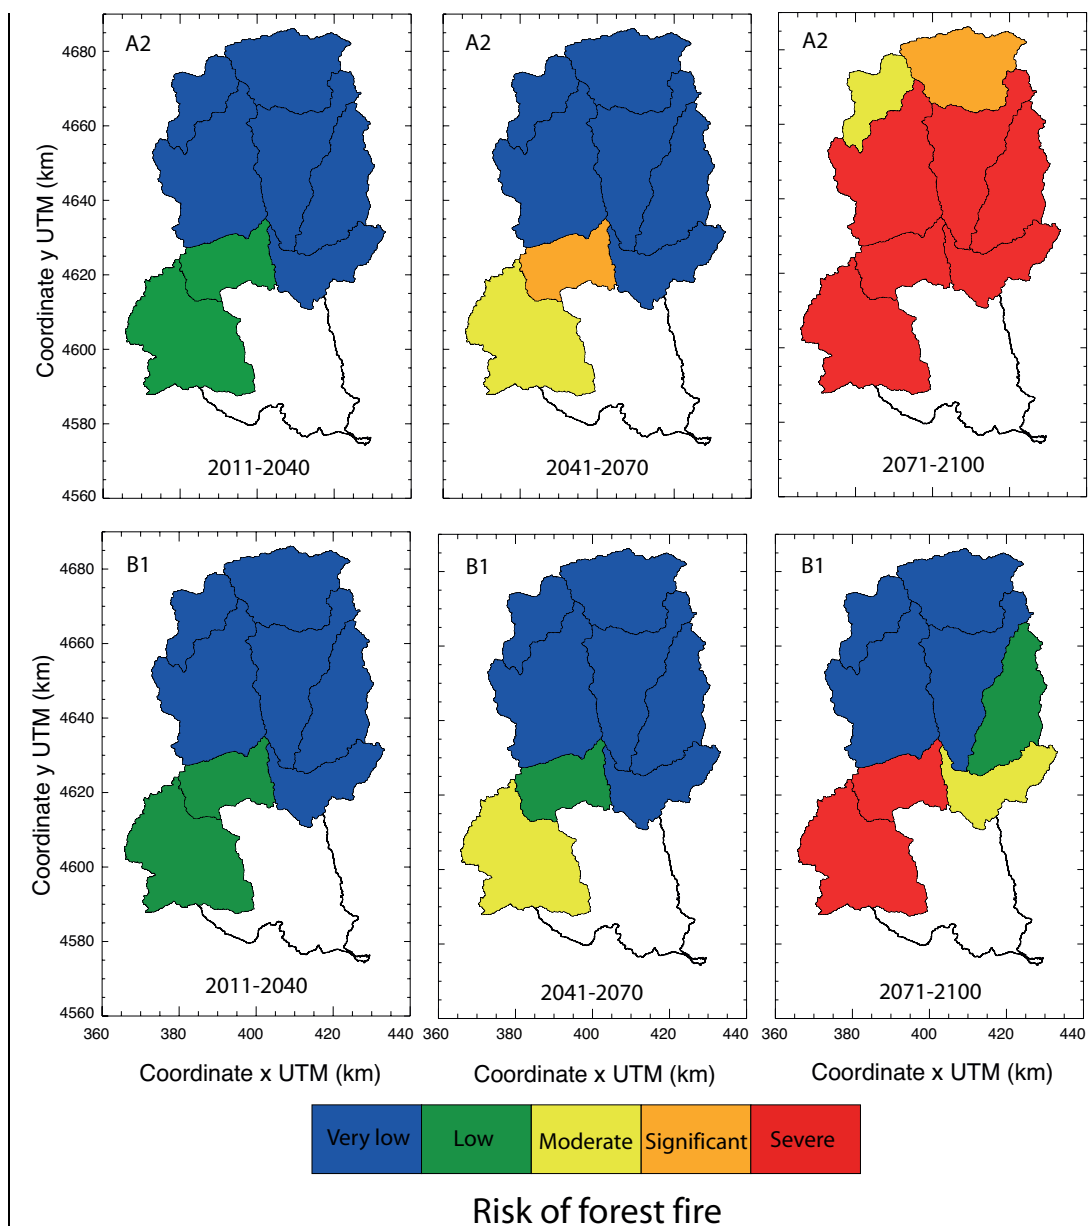 A2
A2
A2
4680
4660
4640
4620
4600
4580
4560
Coordinate y UTM (km)
2011-2040
2041-2070
2071-2100
B1
B1
B1
4680
4660
4640
4620
4600
4580
4560
Coordinate y UTM (km)
2011-2040
2041-2070
2071-2100
360 380 400 420 440
380 400 420 440
380 400 420 440
Coordinate x UTM (km)
Coordinate x UTM (km)
Coordinate x UTM (km)
Very low Low Moderate Significant Severe
Risk of forest fire